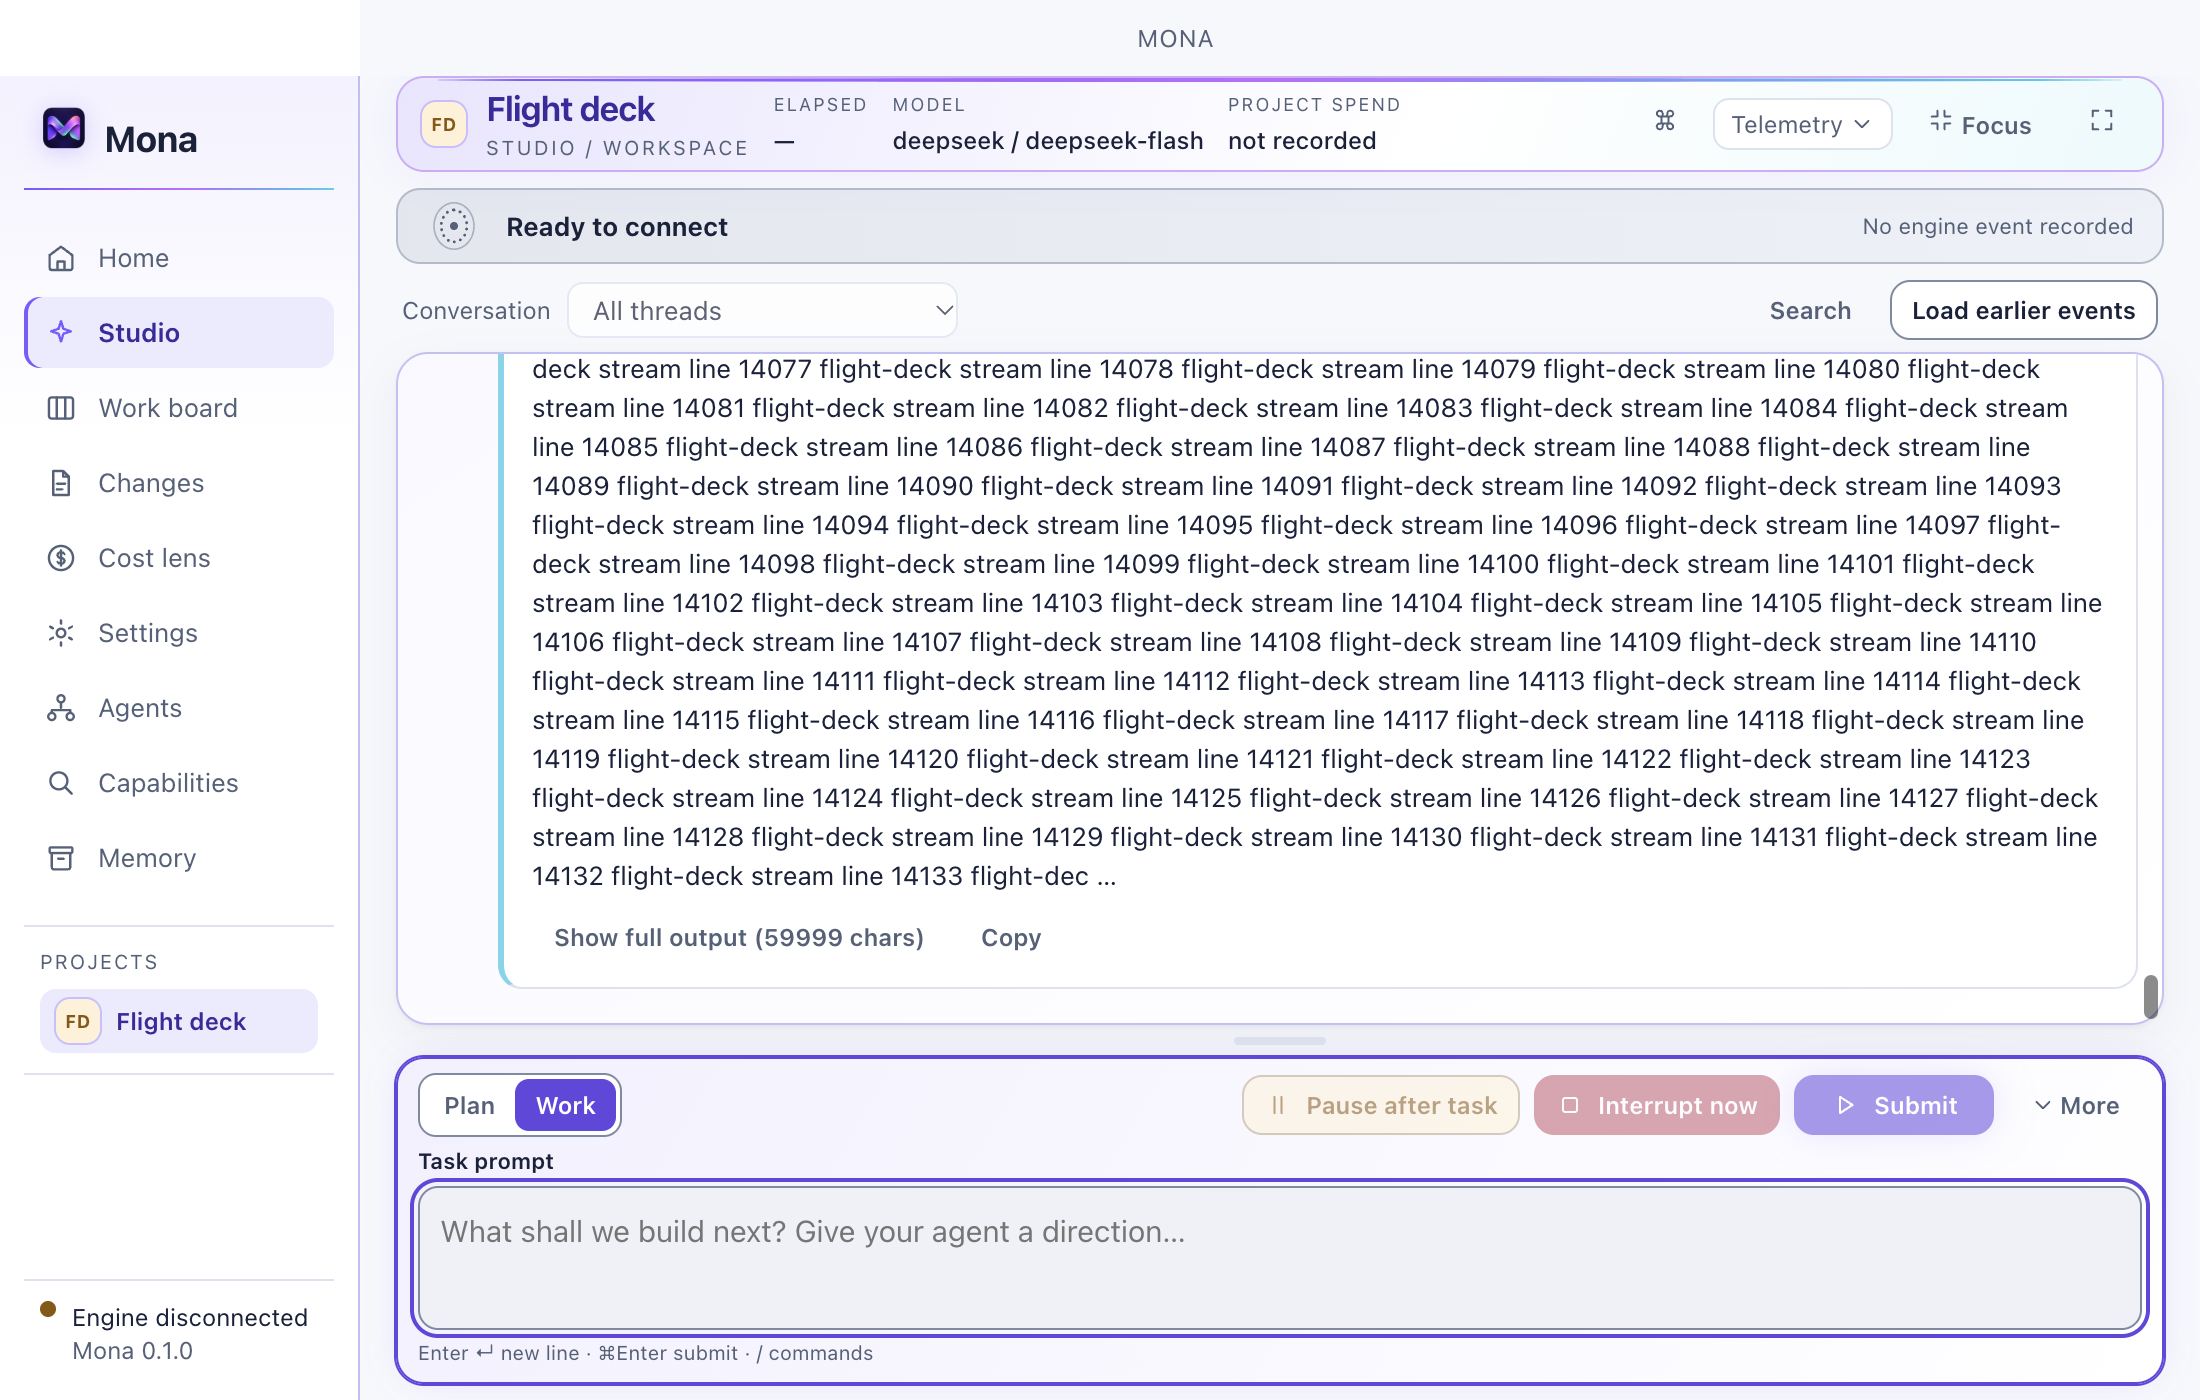 MONA
Mona
Home
Studio
Work board
Changes
Cost lens
Settings
Agents
Capabilities
Memory
PROJECTS
FD Flight deck
Engine disconnected
Mona 0.1.0
FD
Flight deck
STUDIO / WORKSPACE
ELAPSED
—
MODEL
deepseek / deepseek-flash
PROJECT SPEND
not recorded
⌘
Telemetry
Focus
Ready to connect
No engine event recorded
Conversation
All threads
Search
Load earlier events
deck stream line 14077 flight-deck stream line 14078 flight-deck stream line 14079 flight-deck stream line 14080 flight-deck
stream line 14081 flight-deck stream line 14082 flight-deck stream line 14083 flight-deck stream line 14084 flight-deck stream
line 14085 flight-deck stream line 14086 flight-deck stream line 14087 flight-deck stream line 14088 flight-deck stream line
14089 flight-deck stream line 14090 flight-deck stream line 14091 flight-deck stream line 14092 flight-deck stream line 14093
flight-deck stream line 14094 flight-deck stream line 14095 flight-deck stream line 14096 flight-deck stream line 14097 flight-
deck stream line 14098 flight-deck stream line 14099 flight-deck stream line 14100 flight-deck stream line 14101 flight-deck
stream line 14102 flight-deck stream line 14103 flight-deck stream line 14104 flight-deck stream line 14105 flight-deck stream line
14106 flight-deck stream line 14107 flight-deck stream line 14108 flight-deck stream line 14109 flight-deck stream line 14110
flight-deck stream line 14111 flight-deck stream line 14112 flight-deck stream line 14113 flight-deck stream line 14114 flight-deck
stream line 14115 flight-deck stream line 14116 flight-deck stream line 14117 flight-deck stream line 14118 flight-deck stream line
14119 flight-deck stream line 14120 flight-deck stream line 14121 flight-deck stream line 14122 flight-deck stream line 14123
flight-deck stream line 14124 flight-deck stream line 14125 flight-deck stream line 14126 flight-deck stream line 14127 flight-deck
stream line 14128 flight-deck stream line 14129 flight-deck stream line 14130 flight-deck stream line 14131 flight-deck stream line
14132 flight-deck stream line 14133 flight-dec ...
Show full output (59999 chars)
Copy
Plan
Work
Pause after task
Interrupt now
Submit
More
Task prompt
What shall we build next? Give your agent a direction...
Enter ↵ new line · ⌘Enter submit · / commands